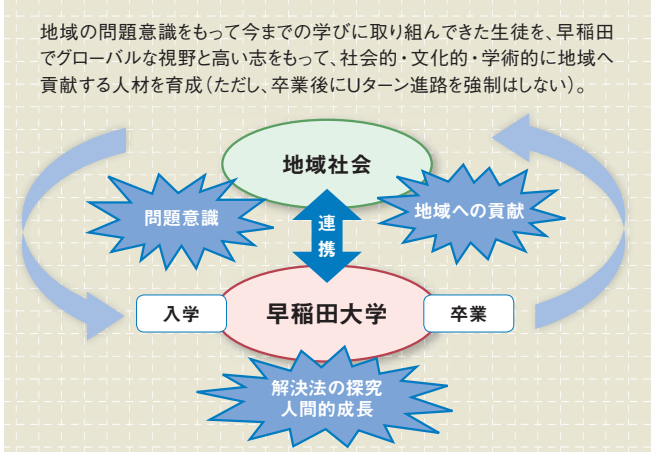 地域の問題意識をもって今までの学びに取り組んできた生徒を、早稲田
でグローバルな視野と高い志をもって、社会的・文化的・学術的に地域へ
貢献する人材を育成(ただし、卒業後にUターン進路を強制はしない)。
地域社会
問題意識
地域への貢献
連
携
入学
早稲田大学
卒業
解決法の探究
人間的成長